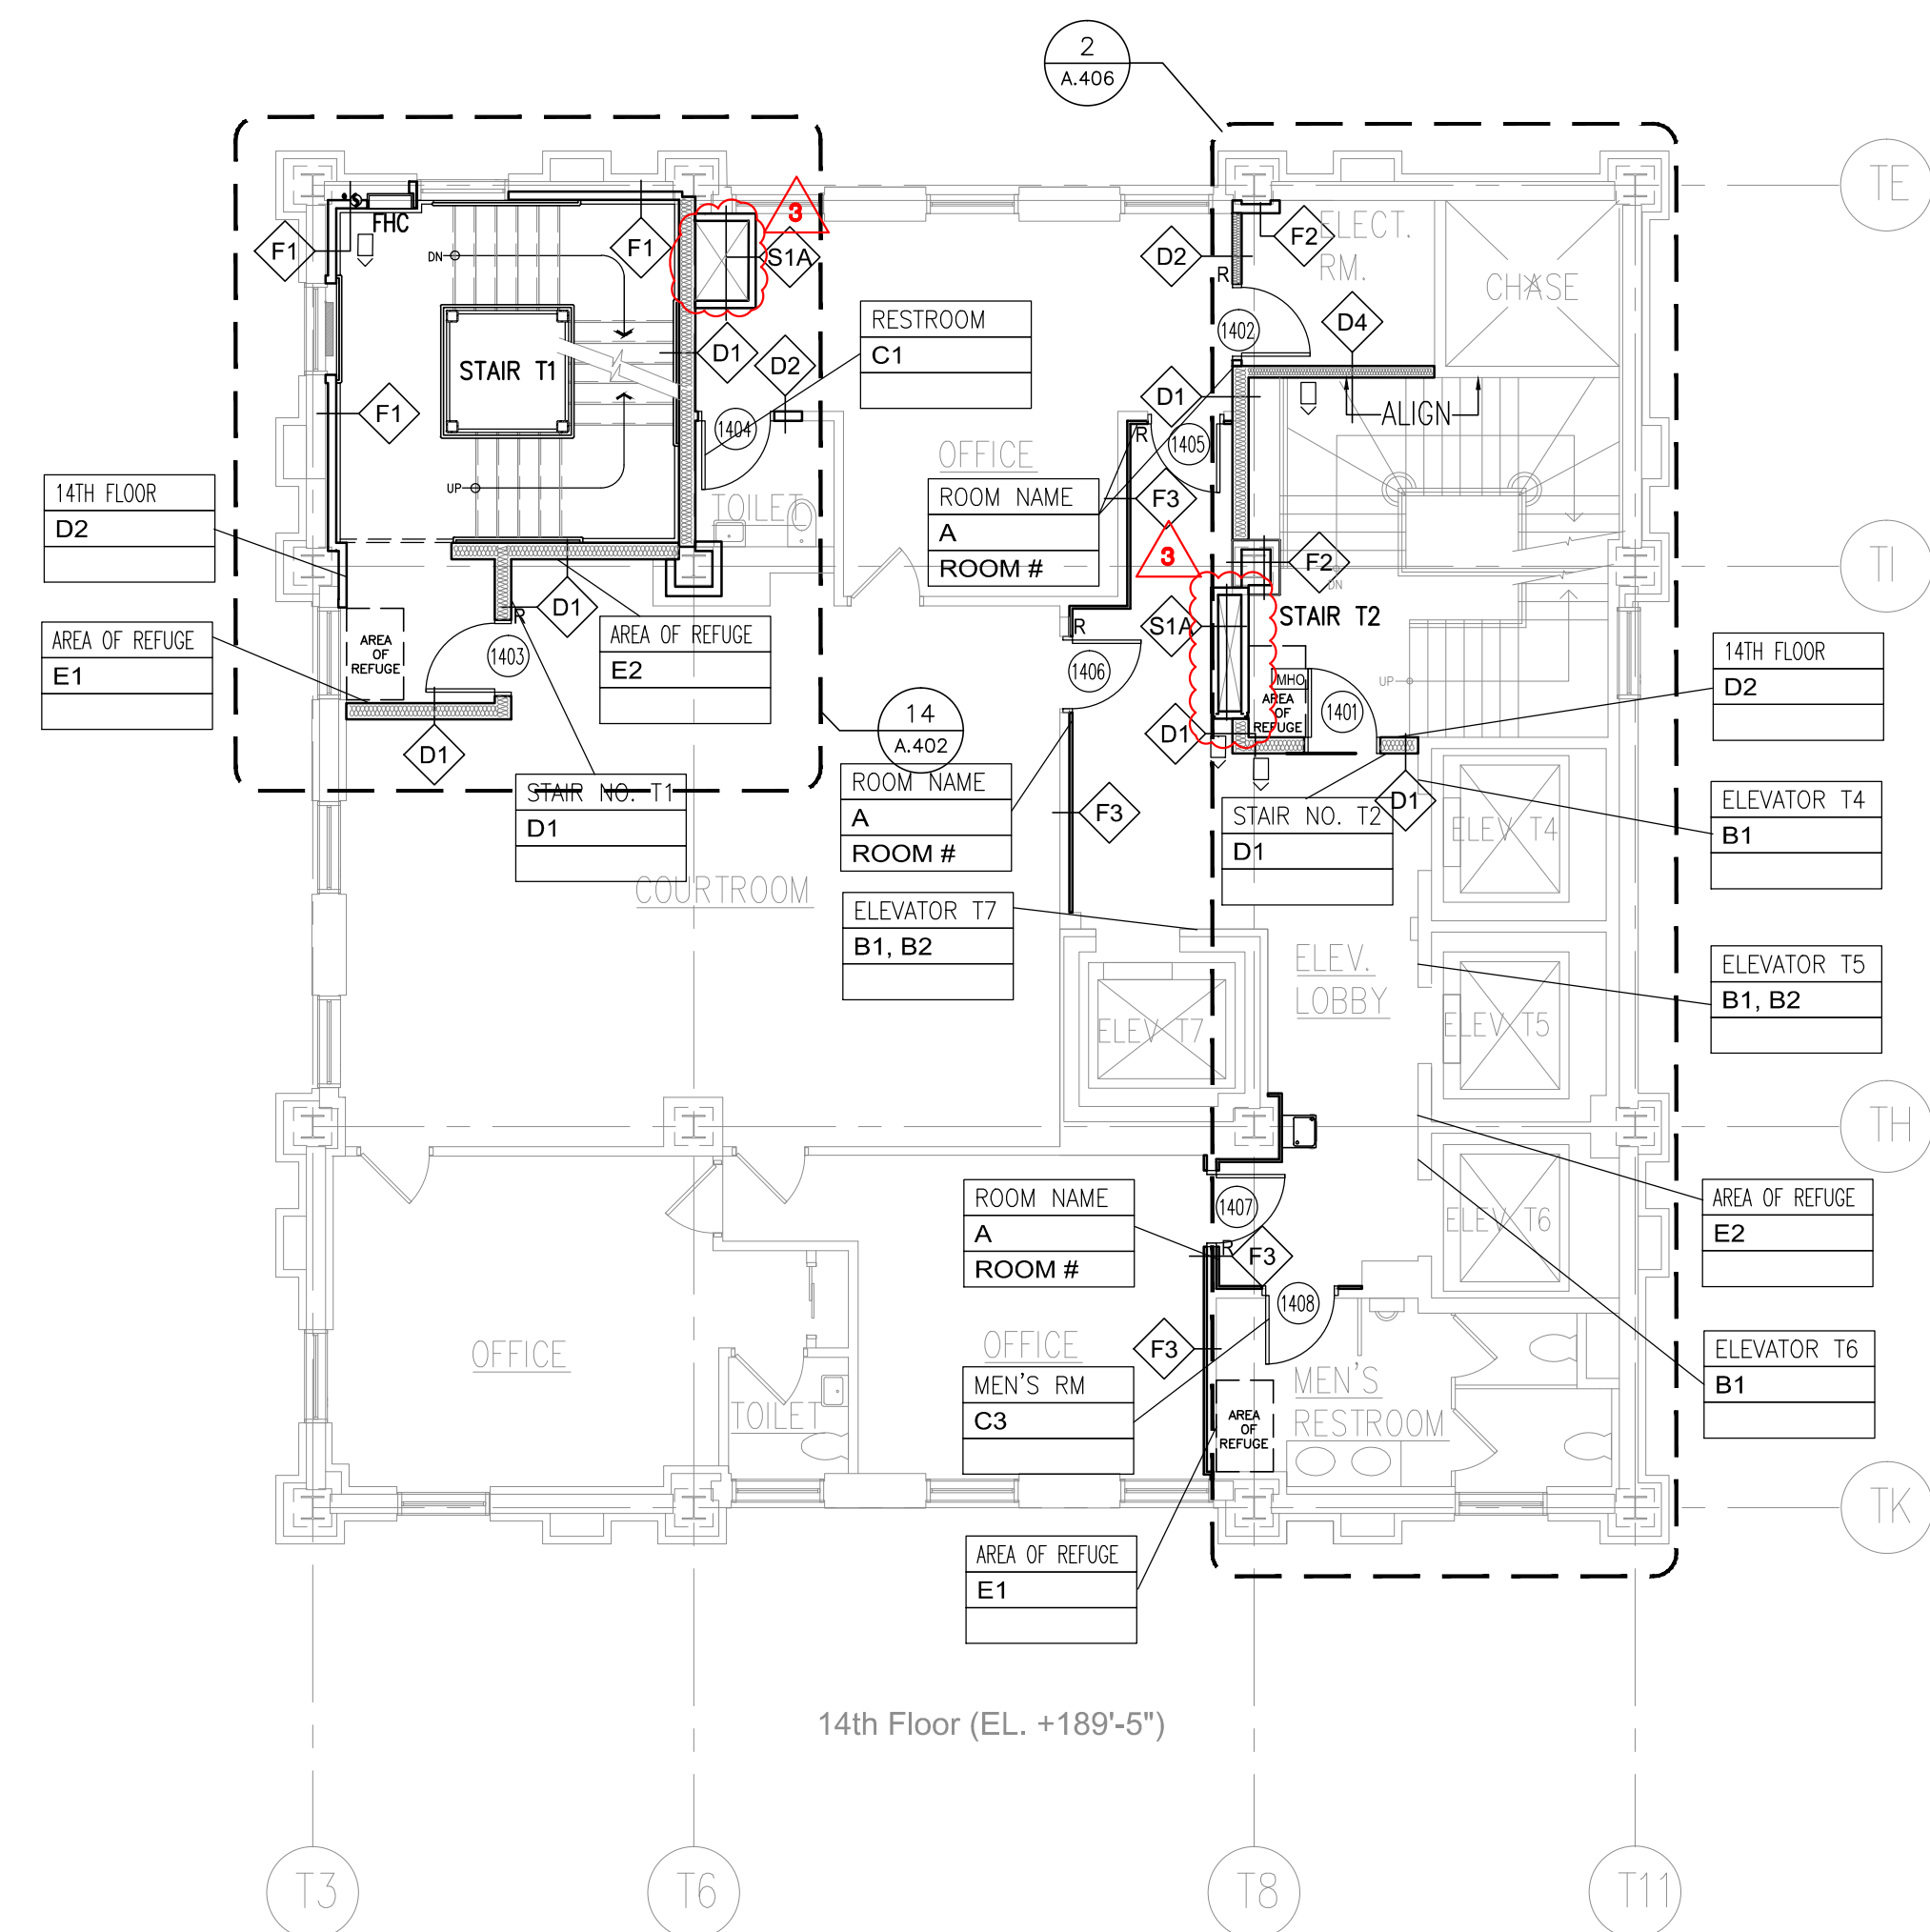 2
A.406
TE
3
FHC
F1
F1
S1A
DN
D2
F2
ELECT.
RM.
CHASE
RESTROOM
C1
1402
D4
STAIR T1
D1
D2
F1
1404
D1
ALIGN
1405
R
R
OFFICE
14TH FLOOR
D2
UP
TOILET
ROOM NAME
A
ROOM #
F3
3
F2
DN
TI
AREA OF REFUGE
E1
AREA
OF
REFUGE
R
D1
1403
AREA OF REFUGE
E2
R
1406
S1A
STAIR T2
MHO
AREA
OF
REFUGE
1401
UP
14TH FLOOR
D2
D1
14
A.402
D1
STAIR NO. T1
D1
ROOM NAME
A
ROOM #
F3
STAIR NO. T2
D1
D1
ELEV T4
ELEVATOR T4
B1
COURTROOM
ELEVATOR T7
B1, B2
ELEV.
LOBBY
ELEV T7
ELEV T5
ELEVATOR T5
B1, B2
TH
ROOM NAME
A
ROOM #
1407
R
F3
ELEV T6
AREA OF REFUGE
E2
1408
OFFICE
OFFICE
F3
MEN'S RM
C3
MEN'S
RESTROOM
ELEVATOR T6
B1
TOILET
AREA
OF
REFUGE
TK
AREA OF REFUGE
E1
14th Floor (EL. +189'-5")
T3
T6
T8
T11